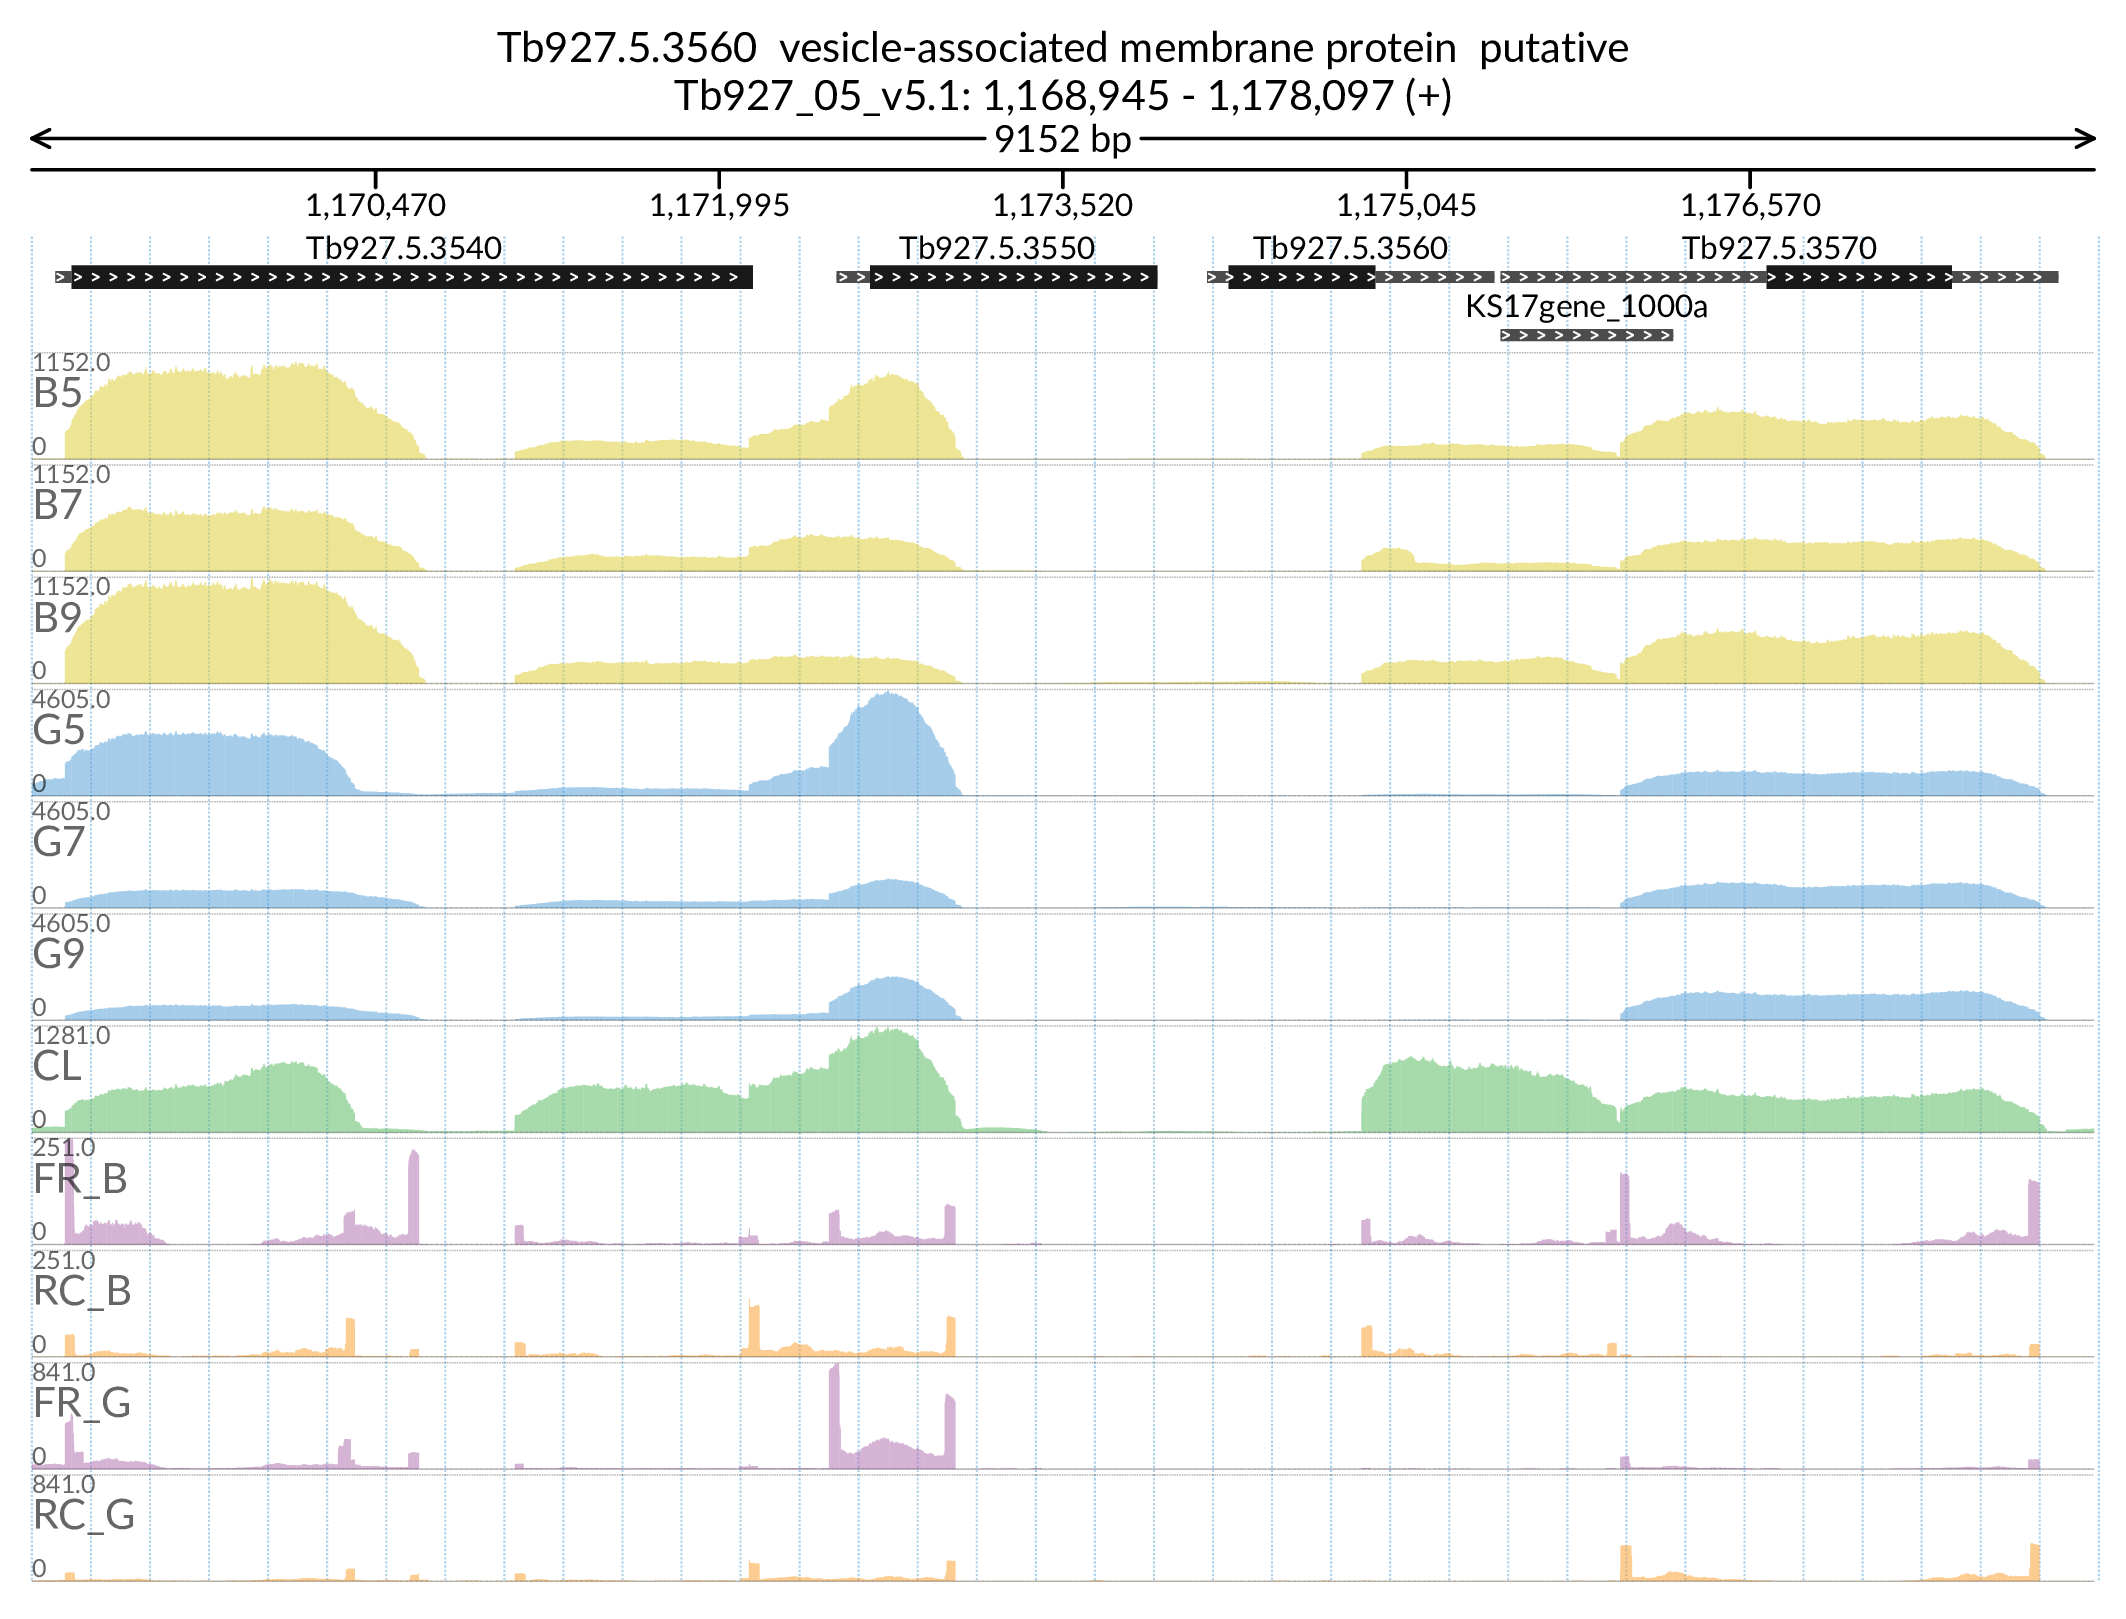 Tb927.5.3560 vesicle-associated membrane protein putative
Tb927_05_v5.1: 1,168,945 - 1,178,097 (+)
9152 bp
1,170,470 1,171,995 1,173,520 1,175,045 1,176,570
Tb927.5.3540 Tb927.5.3550 Tb927.5.3560 Tb927.5.3570
KS17gene_1000a
1152.0
B5
0
1152.0
B7
0
1152.0
B9
0
4605.0
G5
0
4605.0
G7
0
4605.0
G9
0
1281.0
CL
0
251.0
FR_B
0
251.0
RC_B
0
841.0
FR_G
0
841.0
RC_G
0